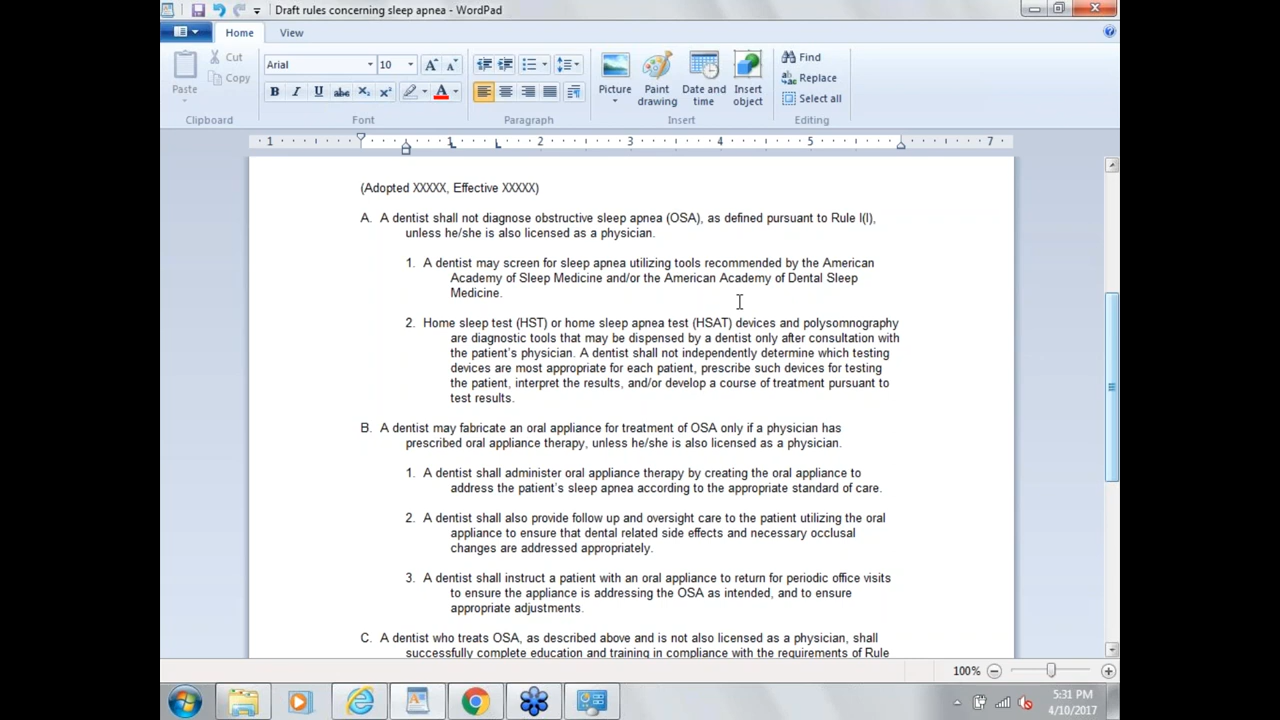 Draft rules concerning sleep apnea - WordPad
Home View
Paste
Cut
Copy
Clipboard
Arial 10
Font
Paragraph
Picture
Paint drawing
Date and time
Insert object
Insert
Find
Replace
Select all
Editing
1 1 2 3 4 5 7
(Adopted XXXXX, Effective XXXXX)
A. A dentist shall not diagnose obstructive sleep apnea (OSA), as defined pursuant to Rule I(I),
unless he/she is also licensed as a physician.
1. A dentist may screen for sleep apnea utilizing tools recommended by the American
Academy of Sleep Medicine and/or the American Academy of Dental Sleep
Medicine.
2. Home sleep test (HST) or home sleep apnea test (HSAT) devices and polysomnography
are diagnostic tools that may be dispensed by a dentist only after consultation with
the patient's physician. A dentist shall not independently determine which testing
devices are most appropriate for each patient, prescribe such devices for testing
the patient, interpret the results, and/or develop a course of treatment pursuant to
test results.
B. A dentist may fabricate an oral appliance for treatment of OSA only if a physician has
prescribed oral appliance therapy, unless he/she is also licensed as a physician.
1. A dentist shall administer oral appliance therapy by creating the oral appliance to
address the patient's sleep apnea according to the appropriate standard of care.
2. A dentist shall also provide follow up and oversight care to the patient utilizing the oral
appliance to ensure that dental related side effects and necessary occlusal
changes are addressed appropriately.
3. A dentist shall instruct a patient with an oral appliance to return for periodic office visits
to ensure the appliance is addressing the OSA as intended, and to ensure
appropriate adjustments.
C. A dentist who treats OSA, as described above and is not also licensed as a physician, shall
successfully complete education and training in compliance with the requirements of Rule
100%
5:31 PM
4/10/2017